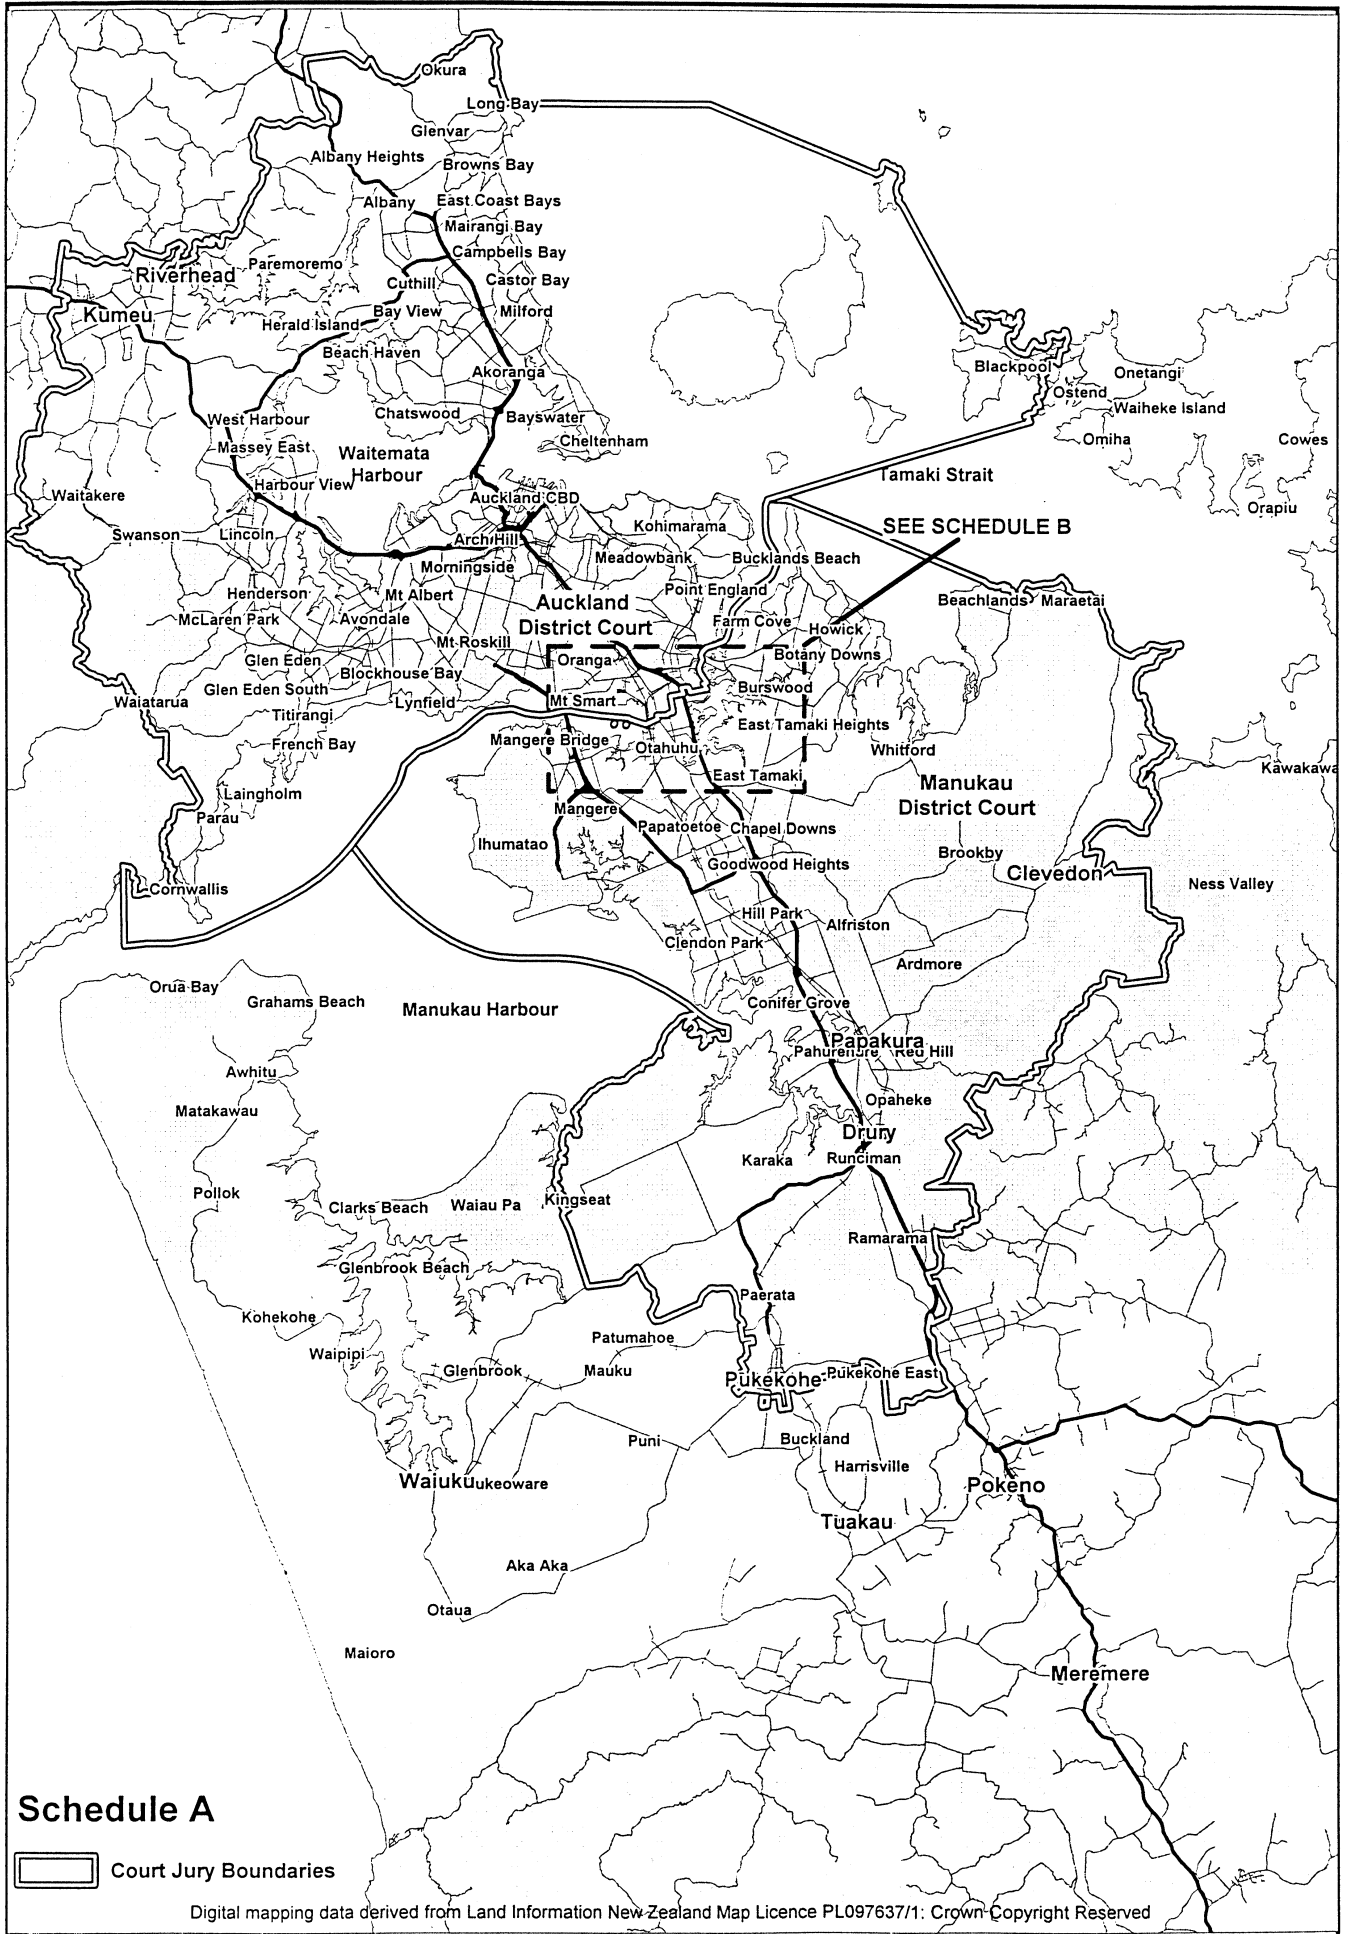 Okura
Long Bay
Glenvar
Albany Heights
Browns Bay
Albany
East Coast Bays
Mairangi Bay
Campbells Bay
Riverhead
Paremoremo
Cuthill
Castor Bay
Kumeu
Bay View
Milford
Herald Island
Beach Haven
Blackpool
Onetangi
Akoranga
Ostend
Waiheke Island
Chatswood
Bayswater
West Harbour
Cheltenham
Omiha
Cowes
Massey East
Waitemata
Harbour
Tamaki Strait
Harbour View
Waitakere
Auckland CBD
Orapiu
Kohimarama
SEE SCHEDULE B
Swanson
Lincoln
Arch Hill
Meadowbank
Bucklands Beach
Morningside
Henderson
Mt Albert
Point England
Auckland
District Court
Beachlands
Maraetai
McLaren Park
Avondale
Farm Cove
Howick
Mt Roskill
Botany Downs
Glen Eden
Oranga
Blockhouse Bay
Glen Eden South
Burswood
Waiatarua
Lynfield
Mt Smart
Titirangi
East Tamaki Heights
French Bay
Mangere Bridge
Otahuhu
Whitford
Kawakawa
East Tamaki
Manukau
District Court
Laingholm
Mangere
Parau
Papatoetoe
Chapel Downs
Ihumatao
Brookby
Goodwood Heights
Clevedon
Ness Valley
Cornwallis
Hill Park
Alfriston
Clendon Park
Ardmore
Orua Bay
Grahams Beach
Manukau Harbour
Conifer Grove
Papakura
Red Hill
Awhitu
Opaheke
Matakawau
Drury
Karaka
Runciman
Pollok
Clarks Beach
Waiau Pa
Kingseat
Ramarama
Glenbrook Beach
Paerata
Kohekohe
Patumahoe
Waipipi
Glenbrook
Mauku
Pukekohe
Pukekohe East
Puni
Buckland
Harrisville
Waiuku
ukeoware
Pokeno
Tuakau
Aka Aka
Otaua
Maioro
Meremere
Schedule A
Court Jury Boundaries
Digital mapping data derived from Land Information New Zealand Map Licence PL097637/1: Crown Copyright Reserved